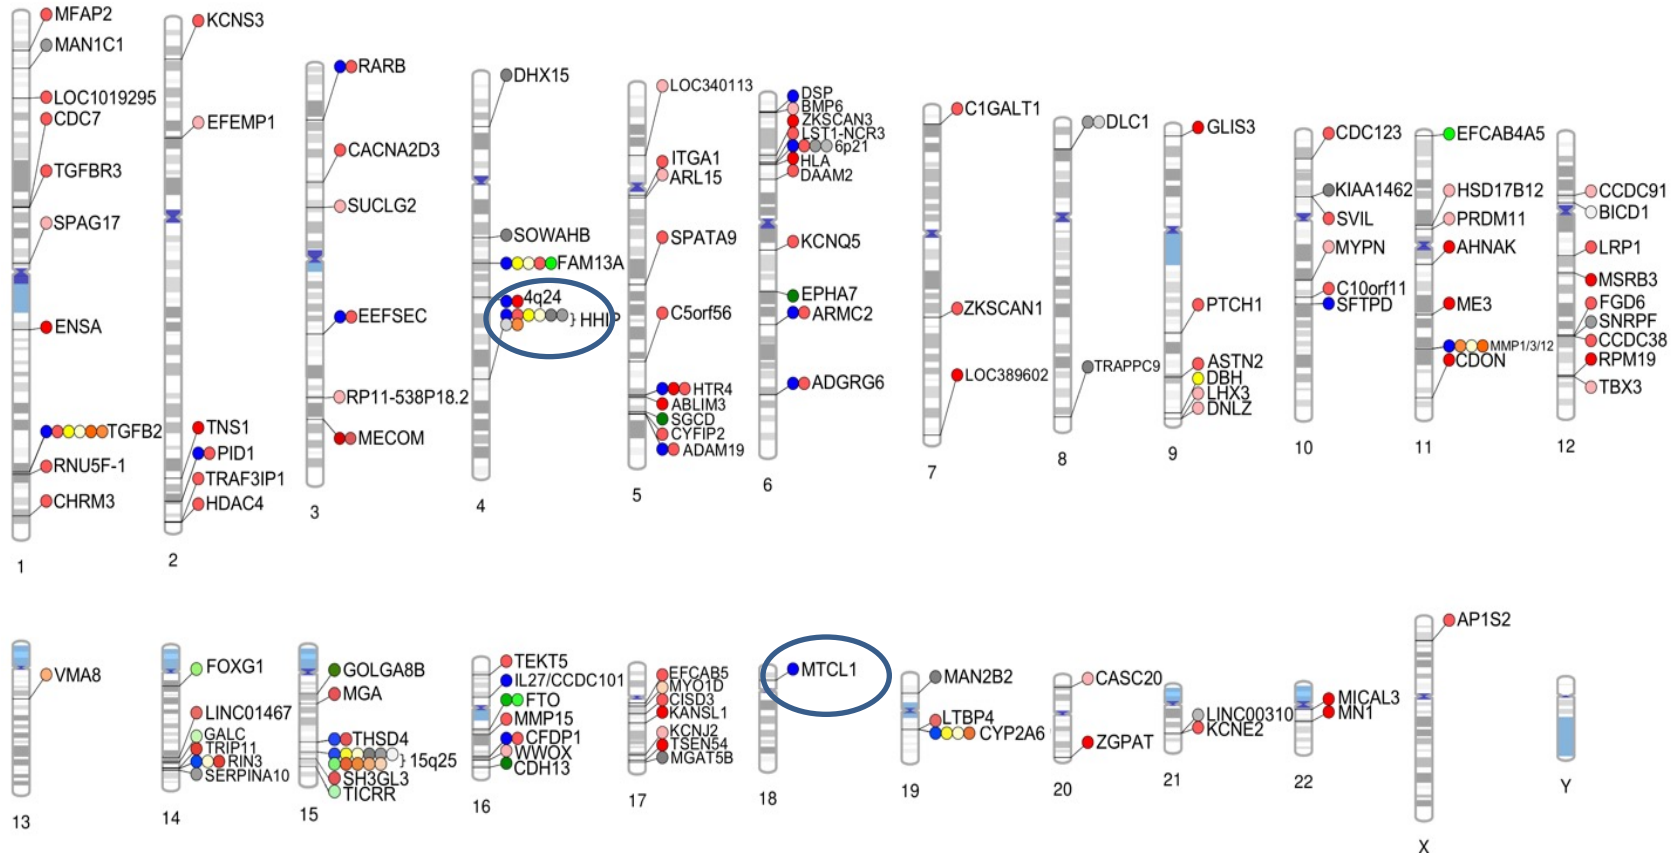 MFAP2
MAN1C1
LOC1019295
CDC7
TGFBR3
SPAG17
ENSA
TGFB2
RNU5F-1
CHRM3
1
KCNS3
EFEMP1
TNS1
PID1
TRAF3IP1
HDAC4
2
RARB
CACNA2D3
SUCLG2
EEFSEC
RP11-538P18.2
MECOM
3
DHX15
SOWAHB
FAM13A
4q24
} HHIP
4
LOC340113
ITGA1
ARL15
SPATA9
C5orf56
HTR4
ABLIM3
SGCD
CYFIP2
ADAM19
5
DSP
BMP6
ZKSCAN3
LST1-NCR3
6p21
HLA
DAAM2
KCNQ5
EPHA7
ARMC2
ADGRG6
6
C1GALT1
ZKSCAN1
LOC389602
7
DLC1
TRAPPC9
8
GLIS3
PTCH1
ASTN2
DBH
LHX3
DNLZ
9
CDC123
KIAA1462
SVIL
MYPN
C10orf11
SFTPD
10
EFCAB4A5
HSD17B12
PRDM11
AHNAK
ME3
MMP1/3/12
CDON
11
CCDC91
BICD1
LRP1
MSRB3
FGD6
SNRPF
CCDC38
RPM19
TBX3
12
VMA8
13
FOXG1
LINC01467
GALC
TRIP11
RIN3
SERPINA10
14
GOLGA8B
MGA
THSD4
} 15q25
SH3GL3
TICRR
15
TEKT5
IL27/CCDC101
FTO
MMP15
CFDP1
WWOX
CDH13
16
EFCAB5
MYO1D
CISD3
KANSL1
KCNJ2
TSEN54
MGAT5B
17
MTCL1
18
MAN2B2
LTBP4
CYP2A6
19
CASC20
ZGPAT
20
LINC00310
KCNE2
21
MICAL3
MN1
22
AP1S2
X
Y